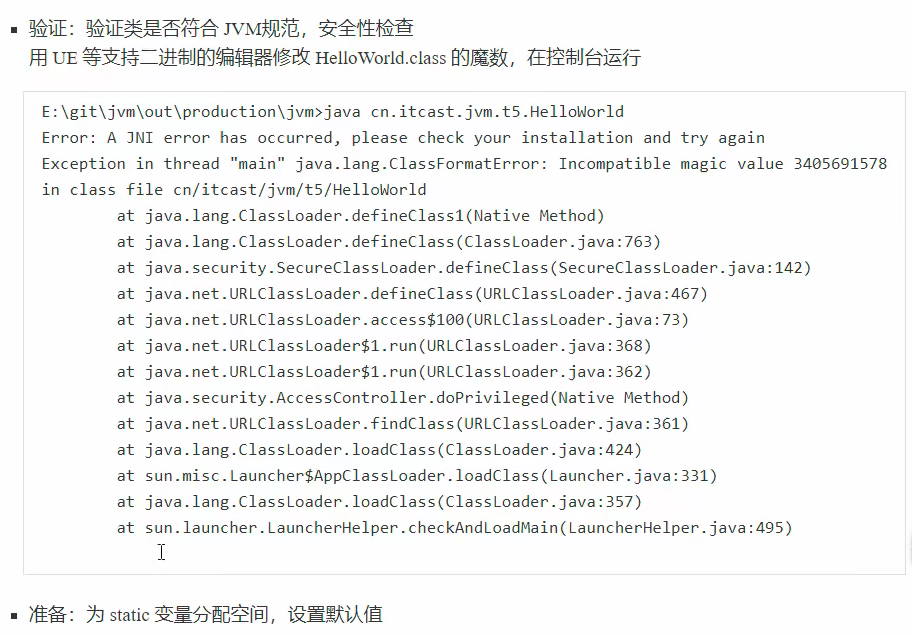 验证：验证类是否符合 JVM规范，安全性检查
用 UE 等支持二进制的编辑器修改 HelloWorld.class 的魔数，在控制台运行
E:\git\jvm\out\production\jvm>java cn.itcast.jvm.t5.HelloWorld
Error: A JNI error has occurred, please check your installation and try again
Exception in thread "main" java.lang.ClassFormatError: Incompatible magic value 3405691578
in class file cn/itcast/jvm/t5/HelloWorld
at java.lang.ClassLoader.defineClass1(Native Method)
at java.lang.ClassLoader.defineClass(ClassLoader.java:763)
at java.security.SecureClassLoader.defineClass(SecureClassLoader.java:142)
at java.net.URLClassLoader.defineClass(URLClassLoader.java:467)
at java.net.URLClassLoader.access$100(URLClassLoader.java:73)
at java.net.URLClassLoader$1.run(URLClassLoader.java:368)
at java.net.URLClassLoader$1.run(URLClassLoader.java:362)
at java.security.AccessController.doPrivileged(Native Method)
at java.net.URLClassLoader.findClass(URLClassLoader.java:361)
at java.lang.ClassLoader.loadClass(ClassLoader.java:424)
at sun.misc.Launcher$AppClassLoader.loadClass(Launcher.java:331)
at java.lang.ClassLoader.loadClass(ClassLoader.java:357)
at sun.launcher.LauncherHelper.checkAndLoadMain(LauncherHelper.java:495)
准备：为 static 变量分配空间，设置默认值